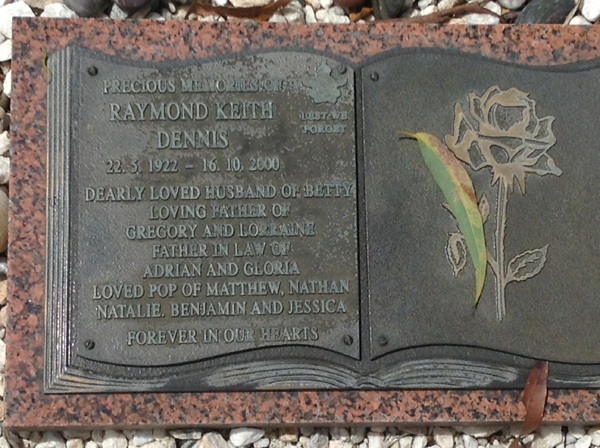 PRECIOUS MEMORIES OF
RAYMOND KEITH
DENNIS
LEST WE
FORGET
22. 5. 1922 - 16. 10. 2000
DEARLY LOVED HUSBAND OF BETTY
LOVING FATHER OF
GREGORY AND LORRAINE
FATHER IN LAW OF
ADRIAN AND GLORIA
LOVED POP OF MATTHEW, NATHAN
NATALIE, BENJAMIN AND JESSICA
FOREVER IN OUR HEARTS